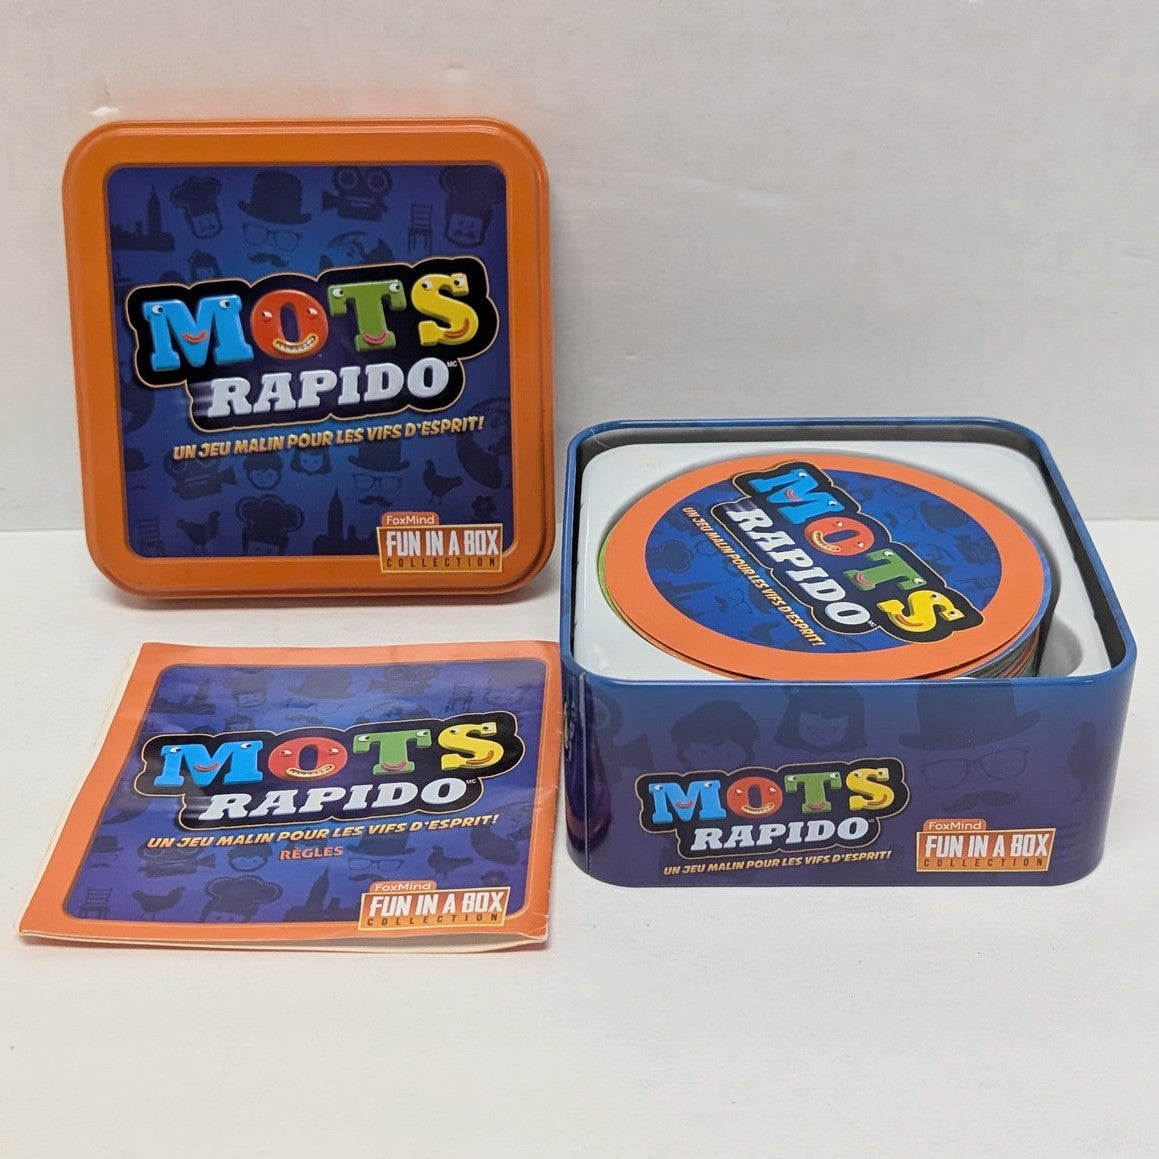 MOTS
RAPIDO MC
UN JEU MALIN POUR LES VIFS D'ESPRIT!
FoxMind
FUN IN A BOX
COLLECTION
MOTS
RAPIDO MC
UN JEU MALIN POUR LES VIFS D'ESPRIT!
RÈGLES
FoxMind
FUN IN A BOX
COLLECTION
MOTS
RAPIDO MC
UN JEU MALIN POUR LES VIFS D'ESPRIT!
MOTS
RAPIDO MC
UN JEU MALIN POUR LES VIFS D'ESPRIT!
FoxMind
FUN IN A BOX
COLLECTION